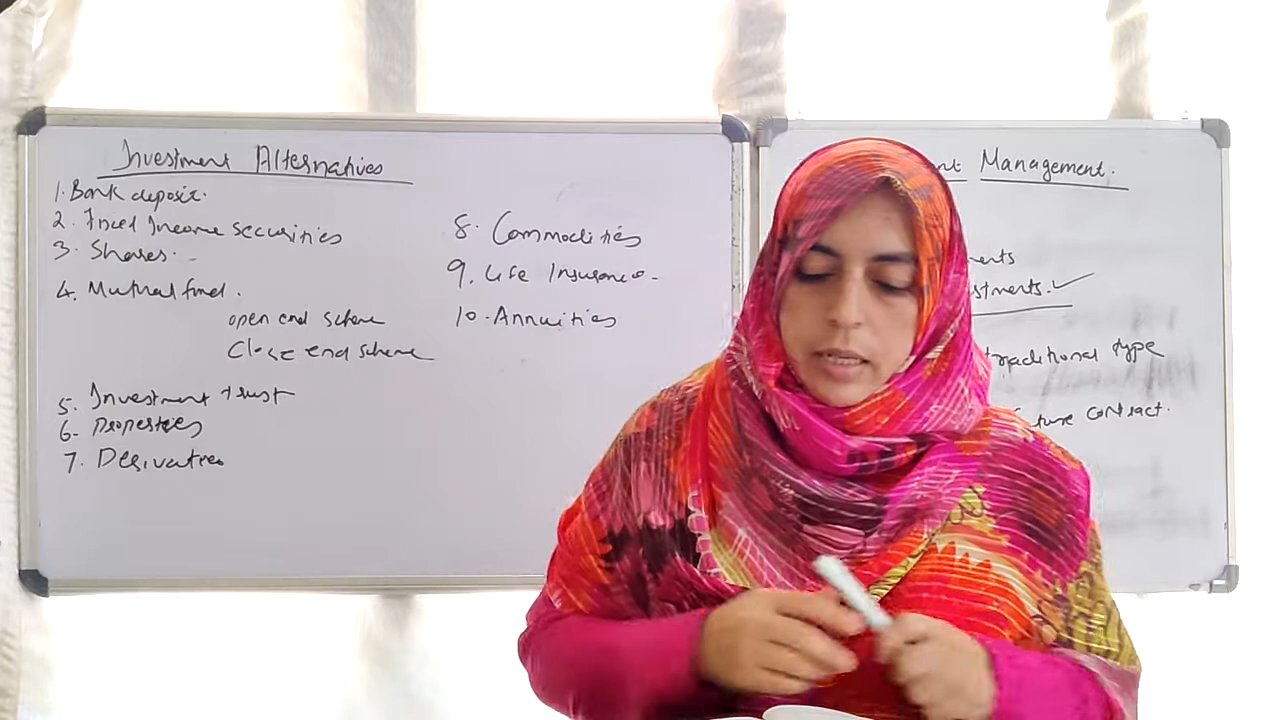 Investment Alternatives
1. Bank deposit.
2. Fixed Income securities
3. Shares.
4. Mutual fund.
open end scheme
Close end scheme
5. Investment trust
6. Properties
7. Derivatives
8. Commodities
9. Life Insurance.
10. Annuities
Management.
traditional type
contract.